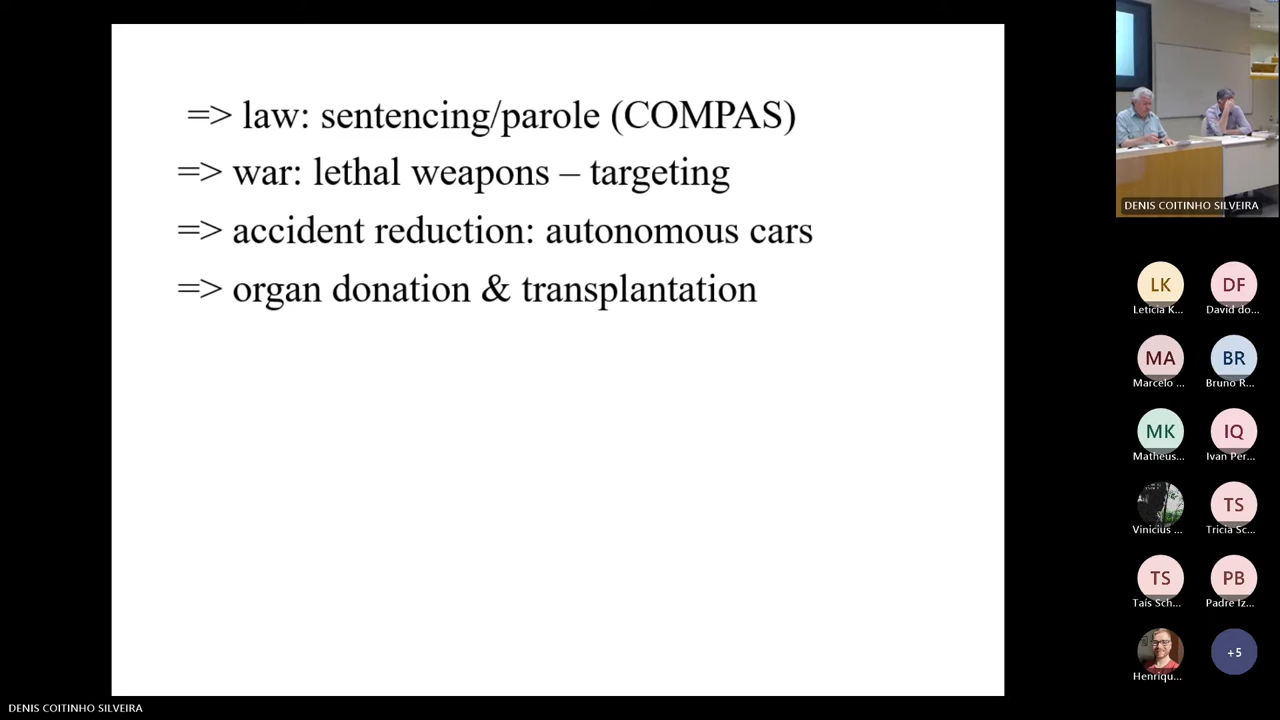 => law: sentencing/parole (COMPAS)
=> war: lethal weapons – targeting
=> accident reduction: autonomous cars
=> organ donation & transplantation
DENIS COITINHO SILVEIRA
LK
Letícia K...
DF
David do...
MA
Marcelo ...
BR
Bruno R...
MK
Matheus...
IQ
Ivan Per...
Vinicius ...
TS
Tricia Sc...
TS
Taís Sch...
PB
Padre Iz...
Henriqu...
+5
DENIS COITINHO SILVEIRA